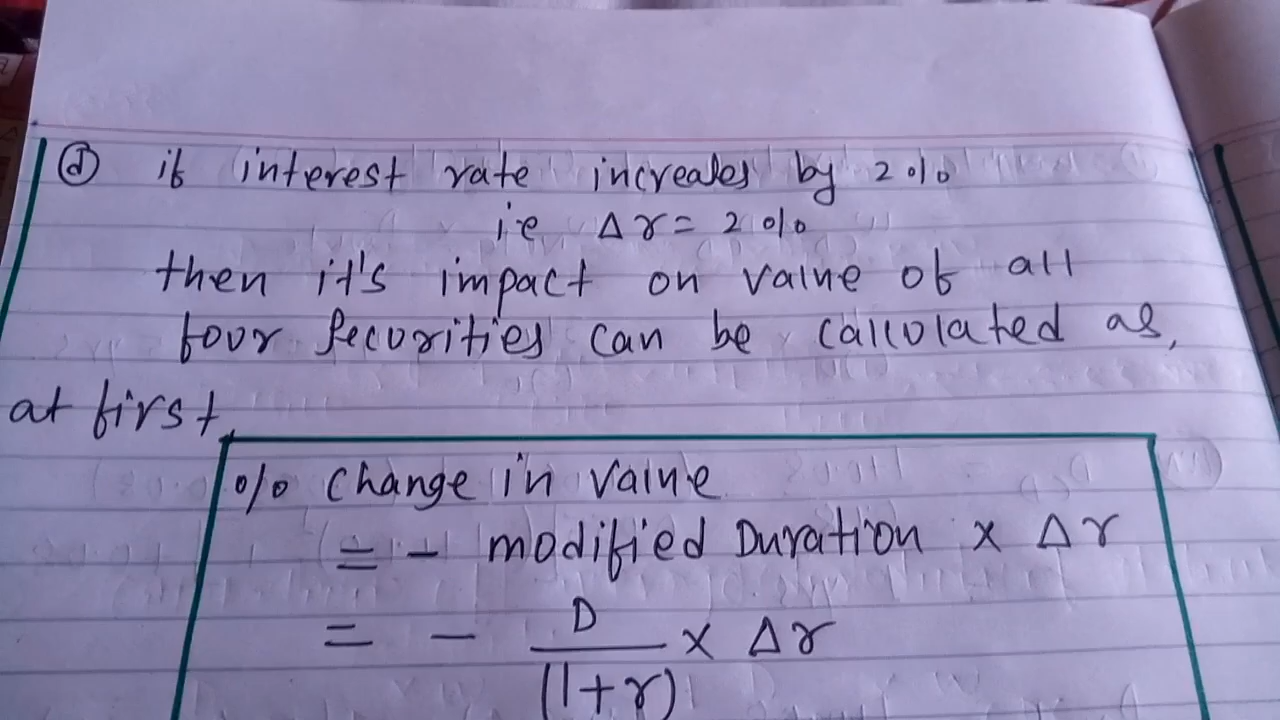 ⓓ if interest rate increases by 2%
i.e. Δr = 2%
then it's impact on value of all
four securities can be calculated as,
at first,
% change in value
= - modified Duration x Δr
= - D/(1+r) x Δr